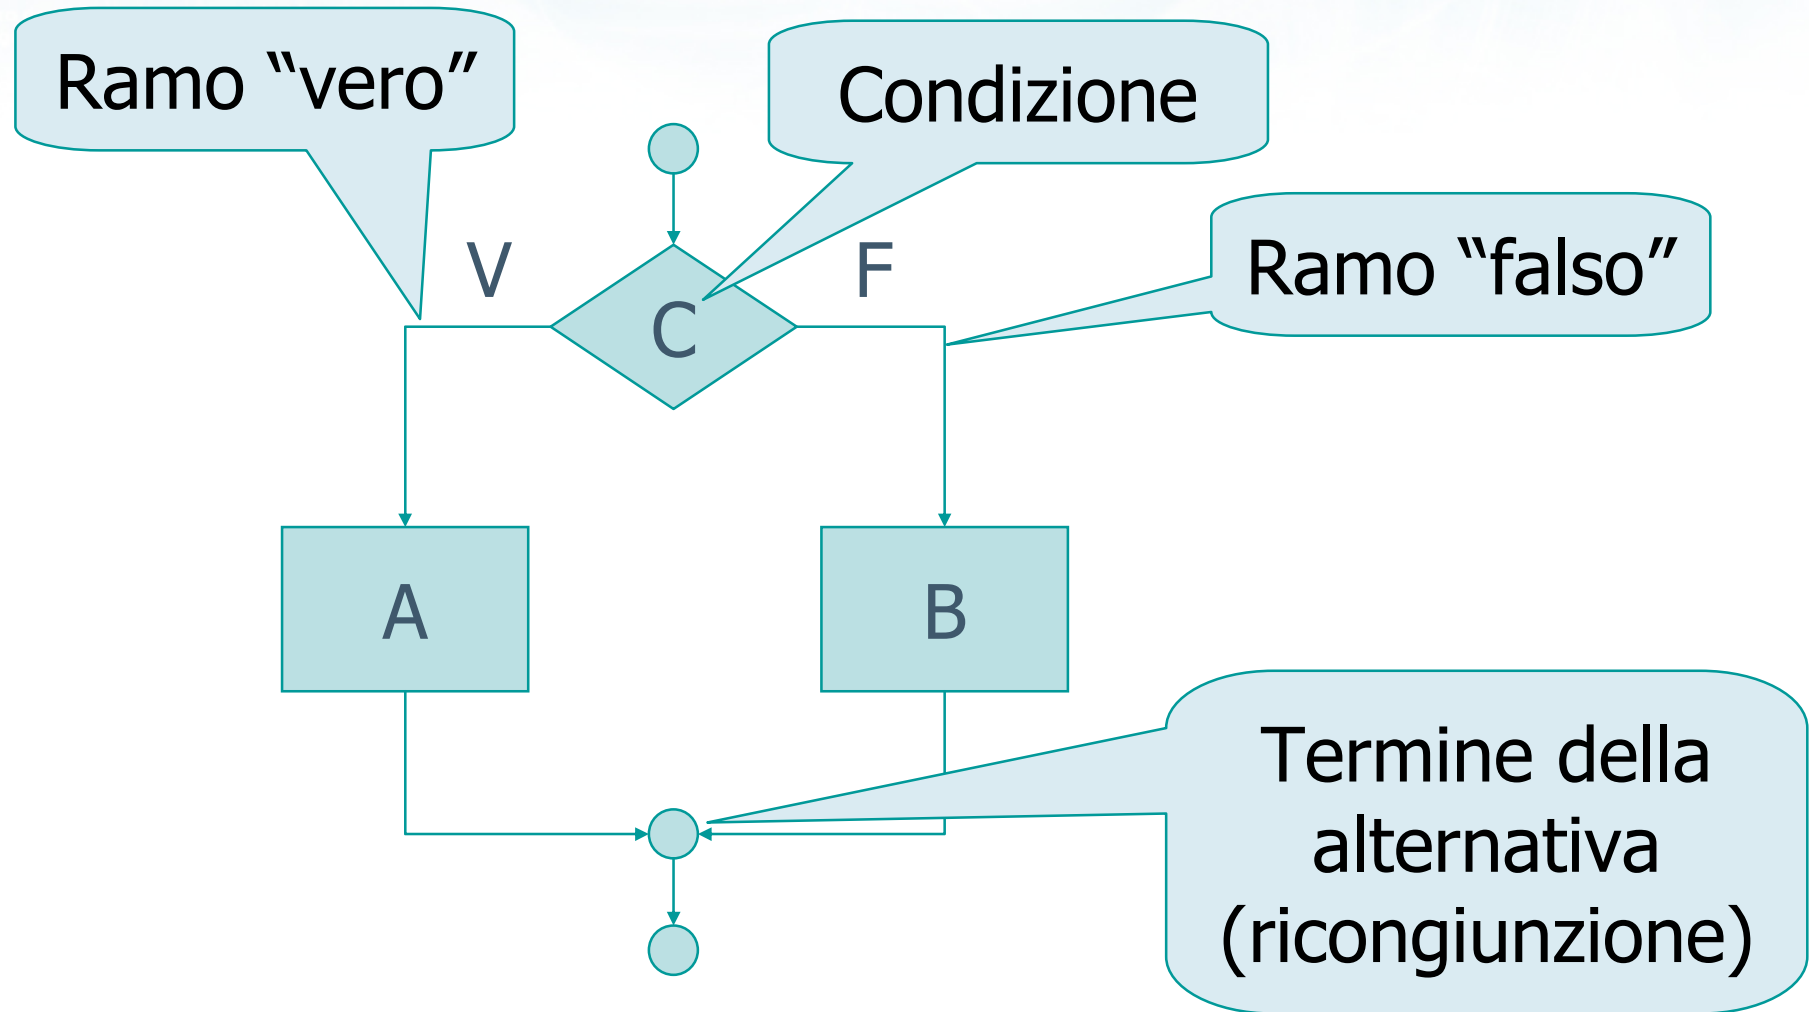 Ramo “vero”
Condizione
V
F
Ramo “falso”
C
A
B
Termine della
alternativa
(ricongiunzione)